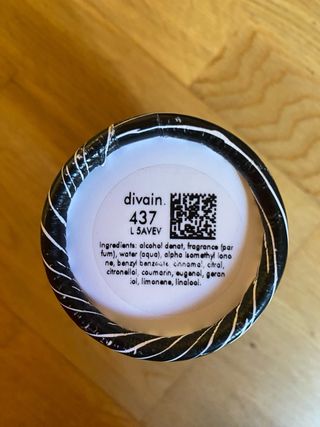 divain.
437
L 5AVEV
Ingredients: alcohol denat, fragrance (par
fum), water (aqua), alpha isomethyl iono
ne, benzyl benzoate, cinnamal, citral,
citronellol, coumarin, eugenol, geran
iol, limonene, linalool.